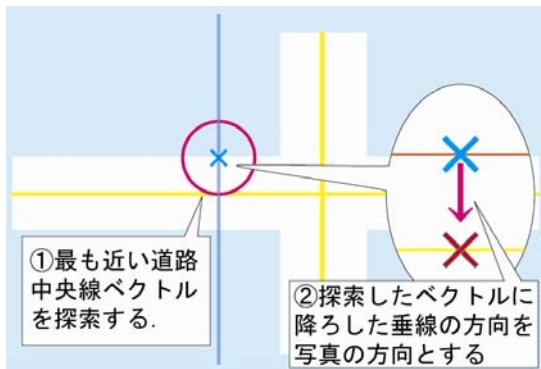 ①最も近い道路
中央線ベクトル
を探索する.
②探索したベクトルに
降ろした垂線の方向を
写真の方向とする